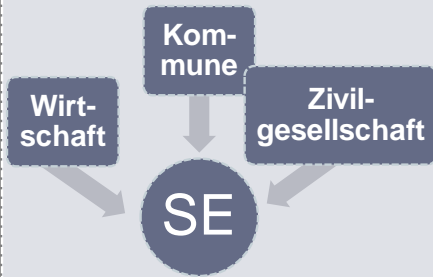 Kom-
mune
Wirt-
schaft
Zivil-
gesellschaft
SE